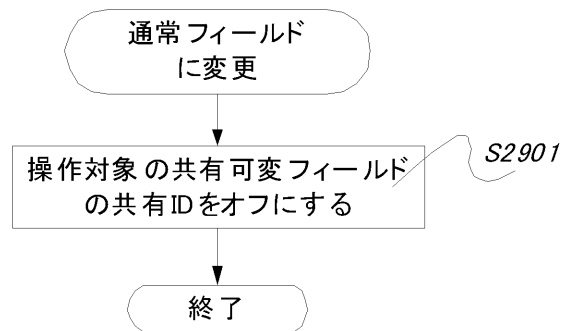 通常フィールド
に変更
操作対象の共有可変フィールド
の共有IDをオフにする
S2901
終了